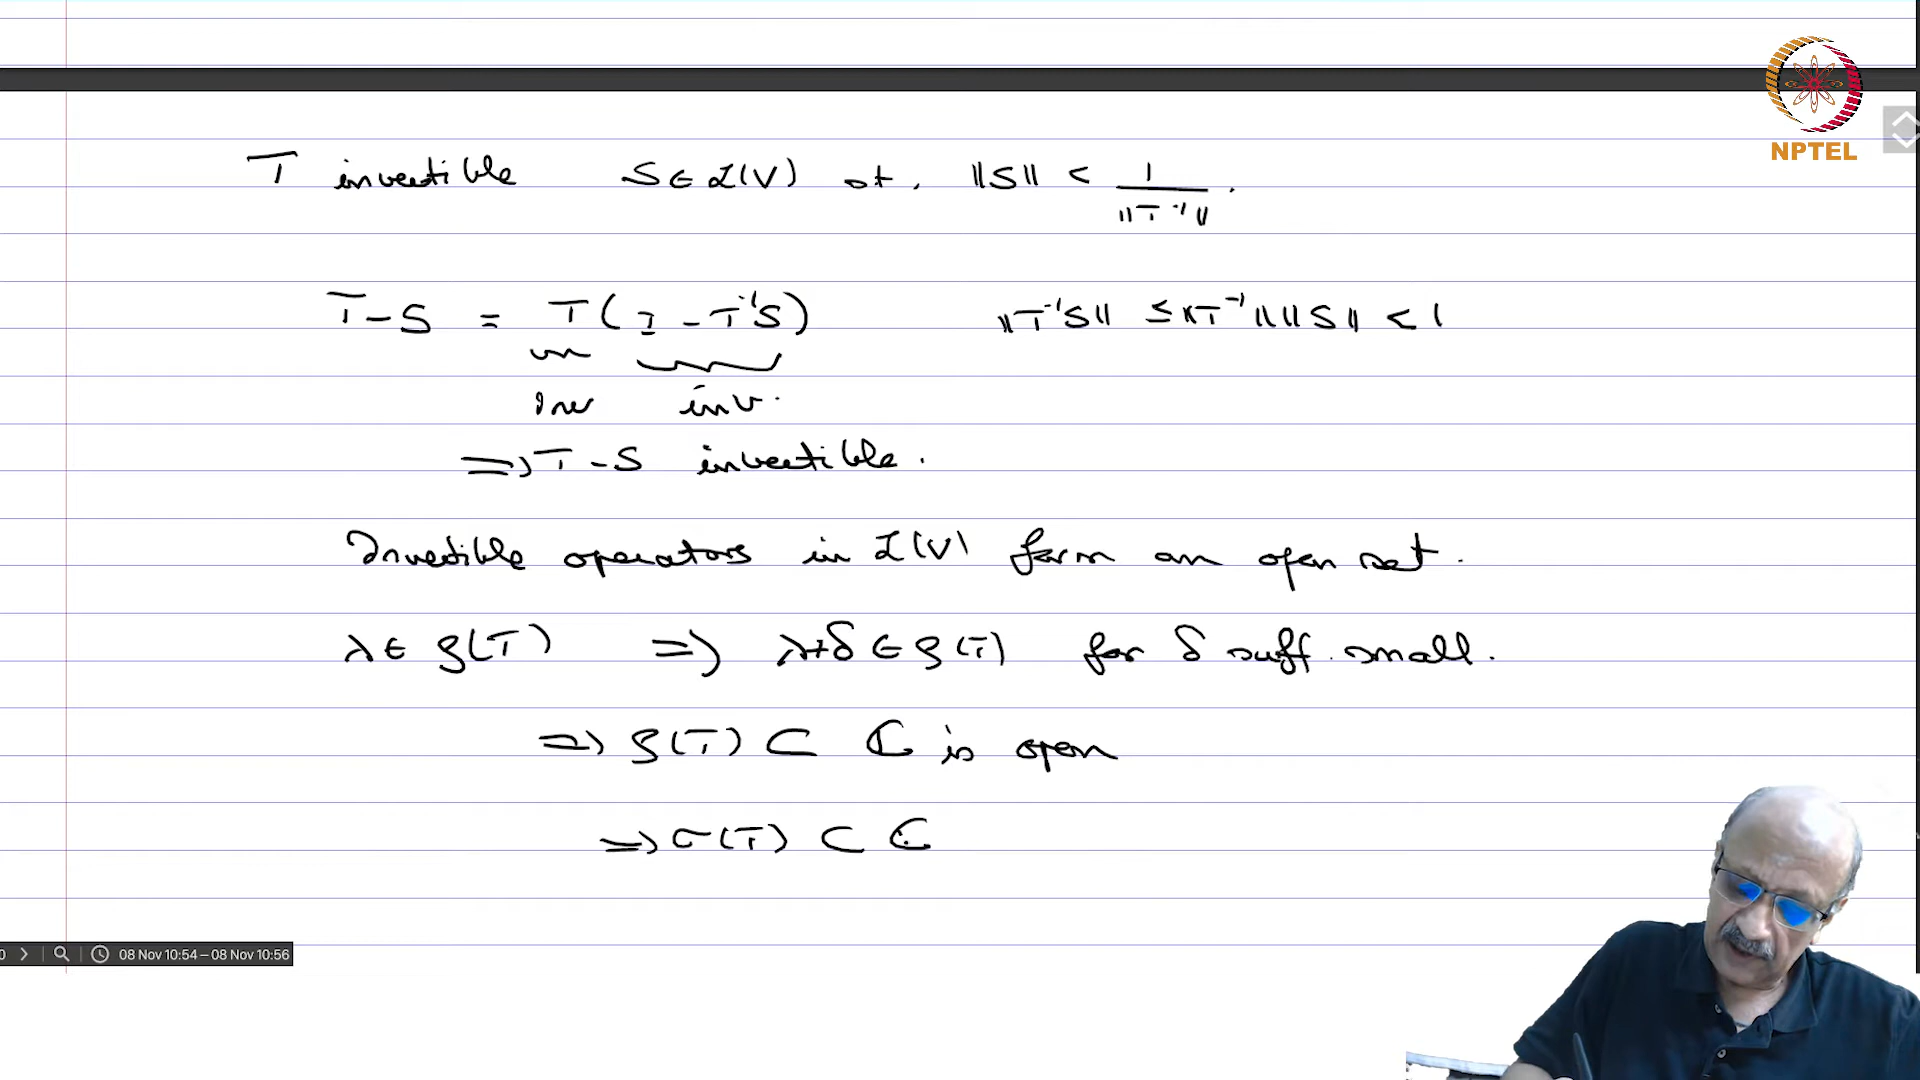 NPTEL
T invertible S ∈ 𝓛(V) st. ‖S‖ < 1/‖T⁻¹‖.
T - S = T(I - T⁻¹S) ‖T⁻¹S‖ ≤ ‖T⁻¹‖‖S‖ < 1
inv inv.
⟹ T - S invertible.
Invertible operators in 𝓛(V) form an open set.
λ ∈ ρ(T) ⟹ λ+δ ∈ ρ(T) for δ suff. small.
⟹ ρ(T) ⊂ ℂ is open
⟹ σ(T) ⊂ ℂ
08 Nov 10:54 – 08 Nov 10:56